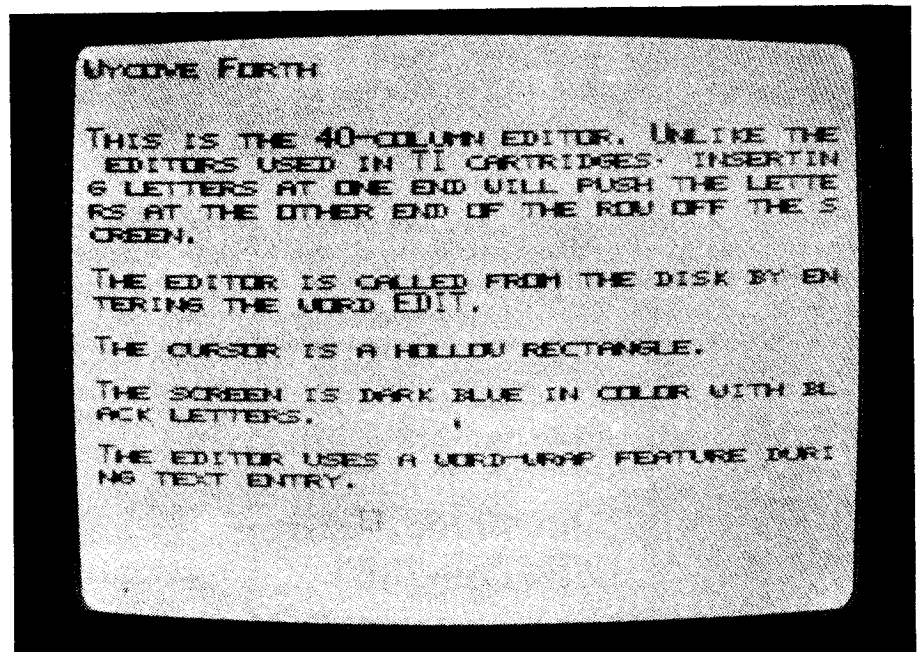 Wycove Forth
This is the 40-column editor. Unlike the
editors used in TI cartridges, insertin
g letters at one end will push the lette
rs at the other end of the row off the s
creen.
The editor is called from the disk by en
tering the word EDIT.
The cursor is a hollow rectangle.
The screen is dark blue in color with bl
ack letters.
The editor uses a word-wrap feature duri
ng text entry.